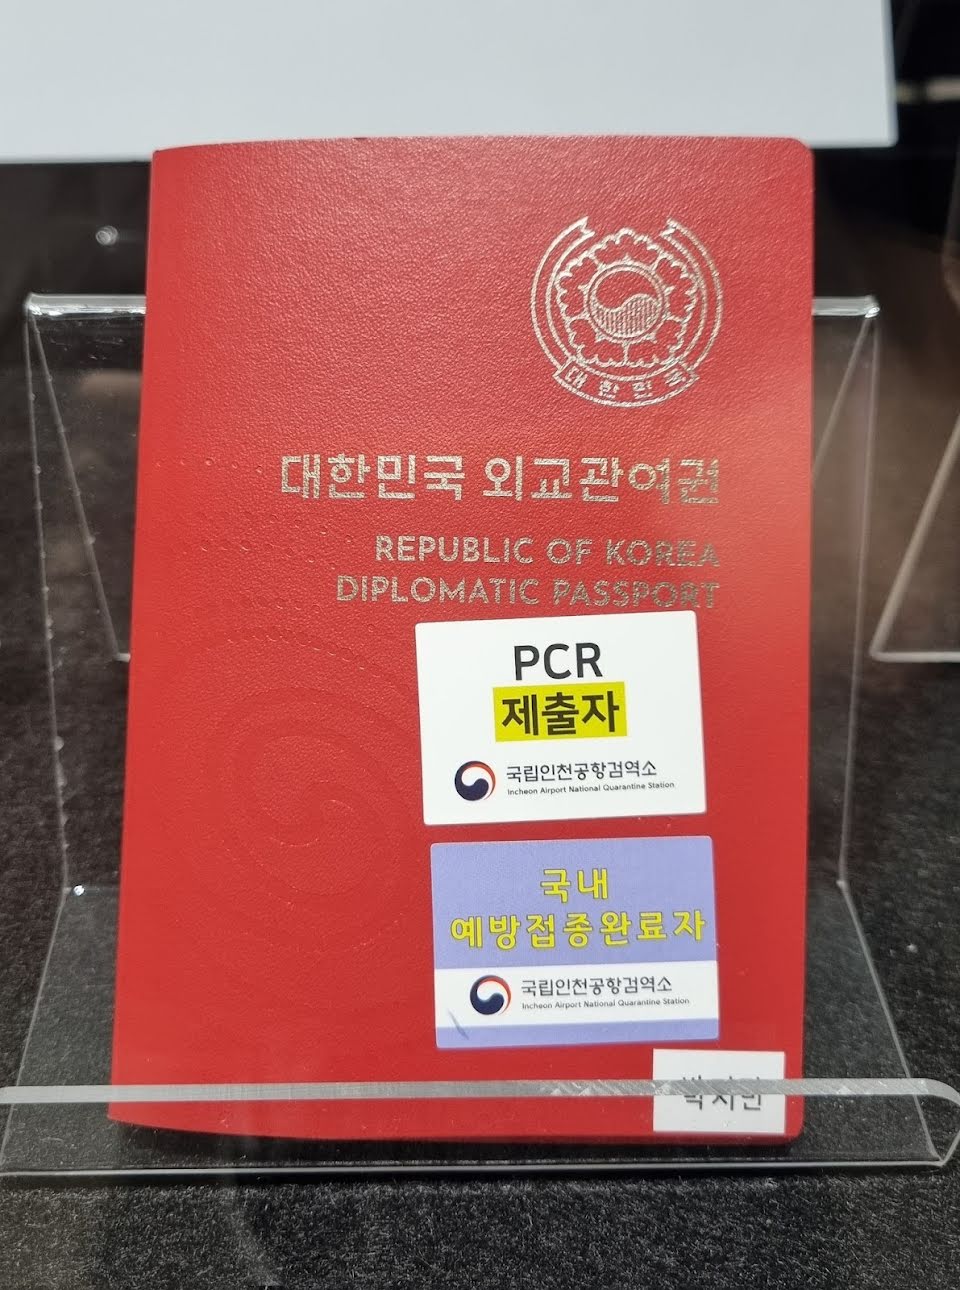 대한민국
대한민국 외교관여권
REPUBLIC OF KOREA
DIPLOMATIC PASSPORT
PCR
제출자
국립인천공항검역소
Incheon Airport National Quarantine Station
국내
예방접종완료자
국립인천공항검역소
Incheon Airport National Quarantine Station
박지민